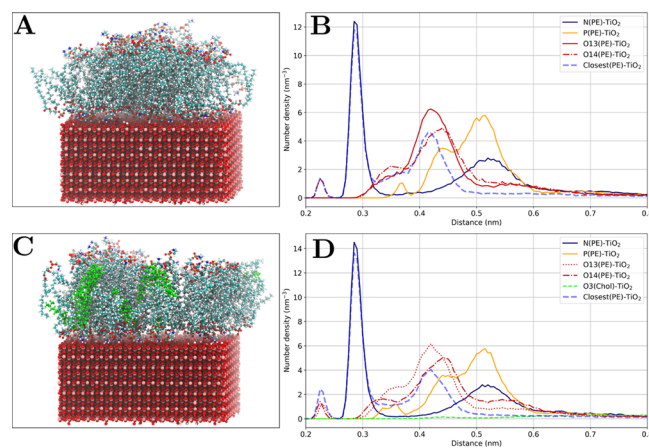 A
B
N(PE)-TiO₂
P(PE)-TiO₂
O13(PE)-TiO₂
O14(PE)-TiO₂
Closest(PE)-TiO₂
Number density (nm⁻³)
12
10
8
6
4
2
0
0.2 0.3 0.4 0.5 0.6 0.7 0.8
Distance (nm)
C
D
N(PE)-TiO₂
P(PE)-TiO₂
O13(PE)-TiO₂
O14(PE)-TiO₂
O3(Chol)-TiO₂
Closest(PE)-TiO₂
Number density (nm⁻³)
14
12
10
8
6
4
2
0
0.2 0.3 0.4 0.5 0.6 0.7
Distance (nm)